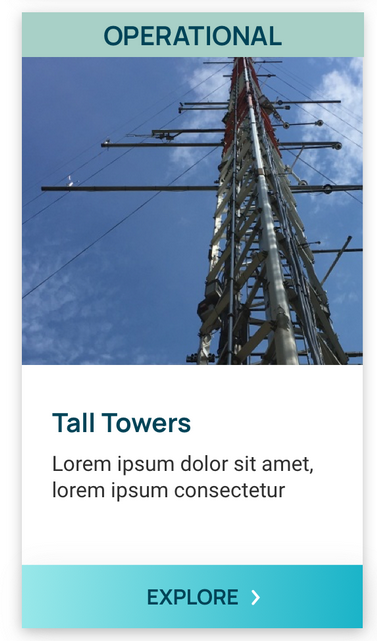 OPERATIONAL
Tall Towers
Lorem ipsum dolor sit amet,
lorem ipsum consectetur
EXPLORE